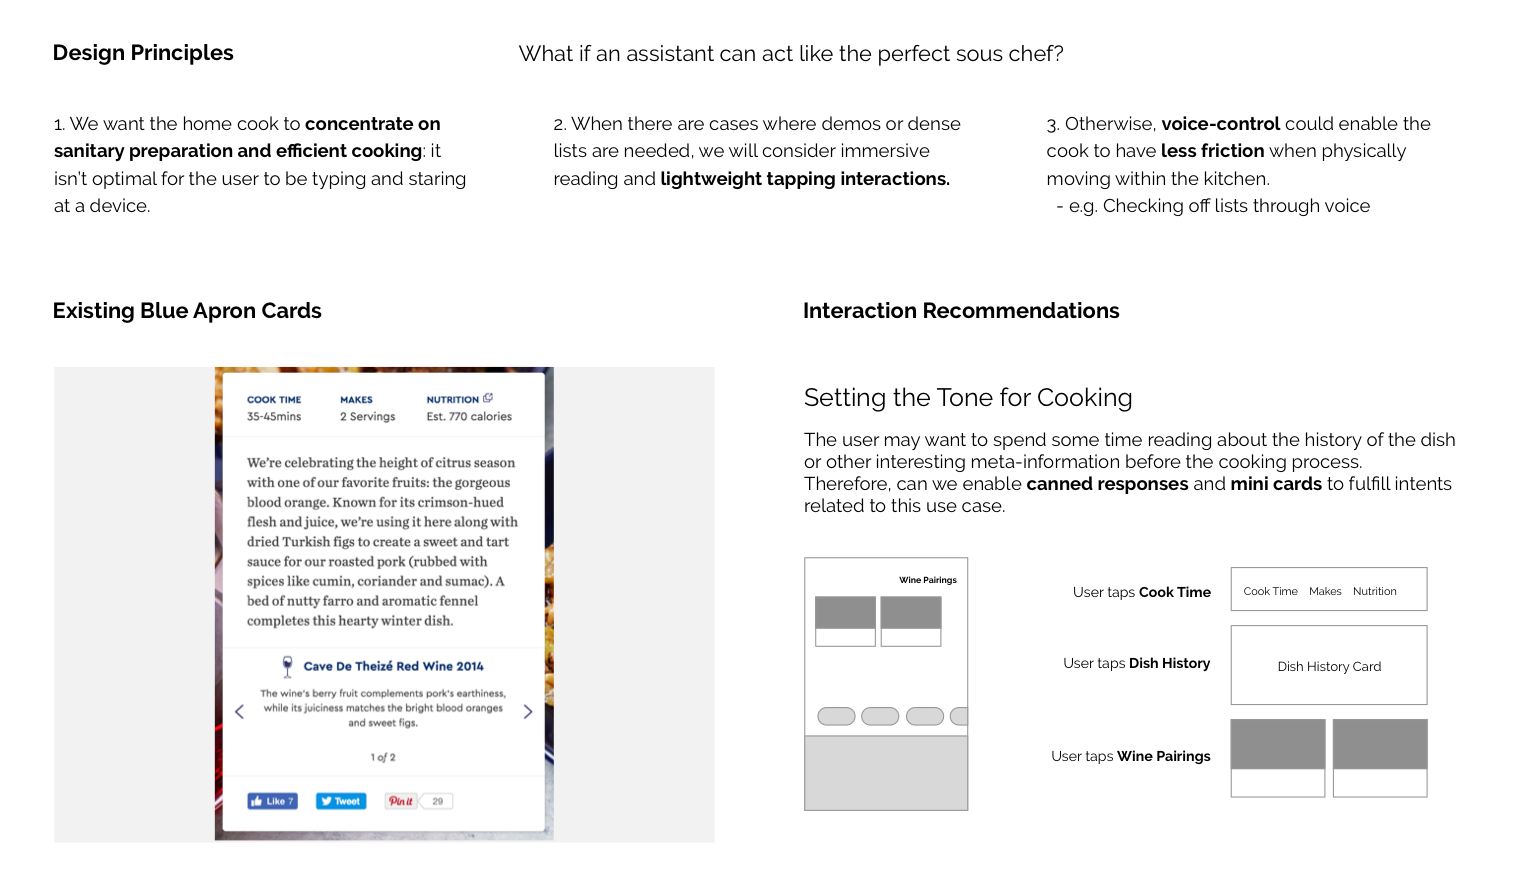 Design Principles
What if an assistant can act like the perfect sous chef?
1. We want the home cook to concentrate on
sanitary preparation and efficient cooking: it
isn't optimal for the user to be typing and staring
at a device.
2. When there are cases where demos or dense
lists are needed, we will consider immersive
reading and lightweight tapping interactions.
3. Otherwise, voice-control could enable the
cook to have less friction when physically
moving within the kitchen.
- e.g. Checking off lists through voice
Existing Blue Apron Cards
COOK TIME MAKES NUTRITION
35-45mins 2 Servings Est. 770 calories
We're celebrating the height of citrus season
with one of our favorite fruits: the gorgeous
blood orange. Known for its crimson-hued
flesh and juice, we're using it here along with
dried Turkish figs to create a sweet and tart
sauce for our roasted pork (rubbed with
spices like cumin, coriander and sumac). A
bed of nutty farro and aromatic fennel
completes this hearty winter dish.
Cave De Theizé Red Wine 2014
The wine's berry fruit complements pork's earthiness,
while its juiciness matches the bright blood oranges
and sweet figs.
1 of 2
Like 7 Tweet Pin it 29
Interaction Recommendations
Setting the Tone for Cooking
The user may want to spend some time reading about the history of the dish
or other interesting meta-information before the cooking process.
Therefore, can we enable canned responses and mini cards to fulfill intents
related to this use case.
Wine Pairings
User taps Cook Time
Cook Time Makes Nutrition
User taps Dish History
Dish History Card
User taps Wine Pairings